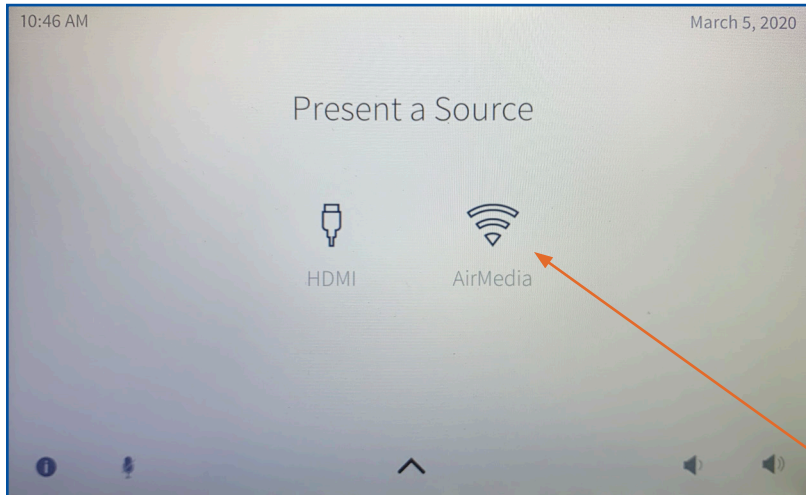 10:46 AM
March 5, 2020
Present a Source
HDMI
AirMedia